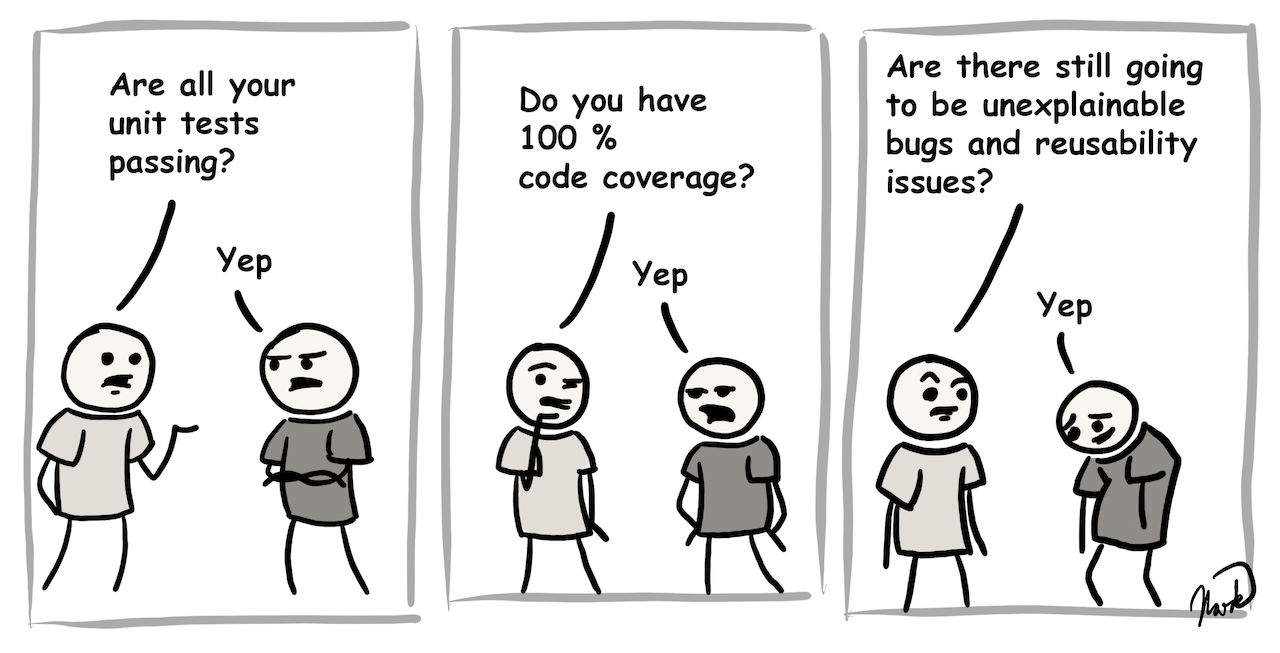 Are all your
unit tests
passing?
Yep
Do you have
100 %
code coverage?
Yep
Are there still going
to be unexplainable
bugs and reusability
issues?
Yep